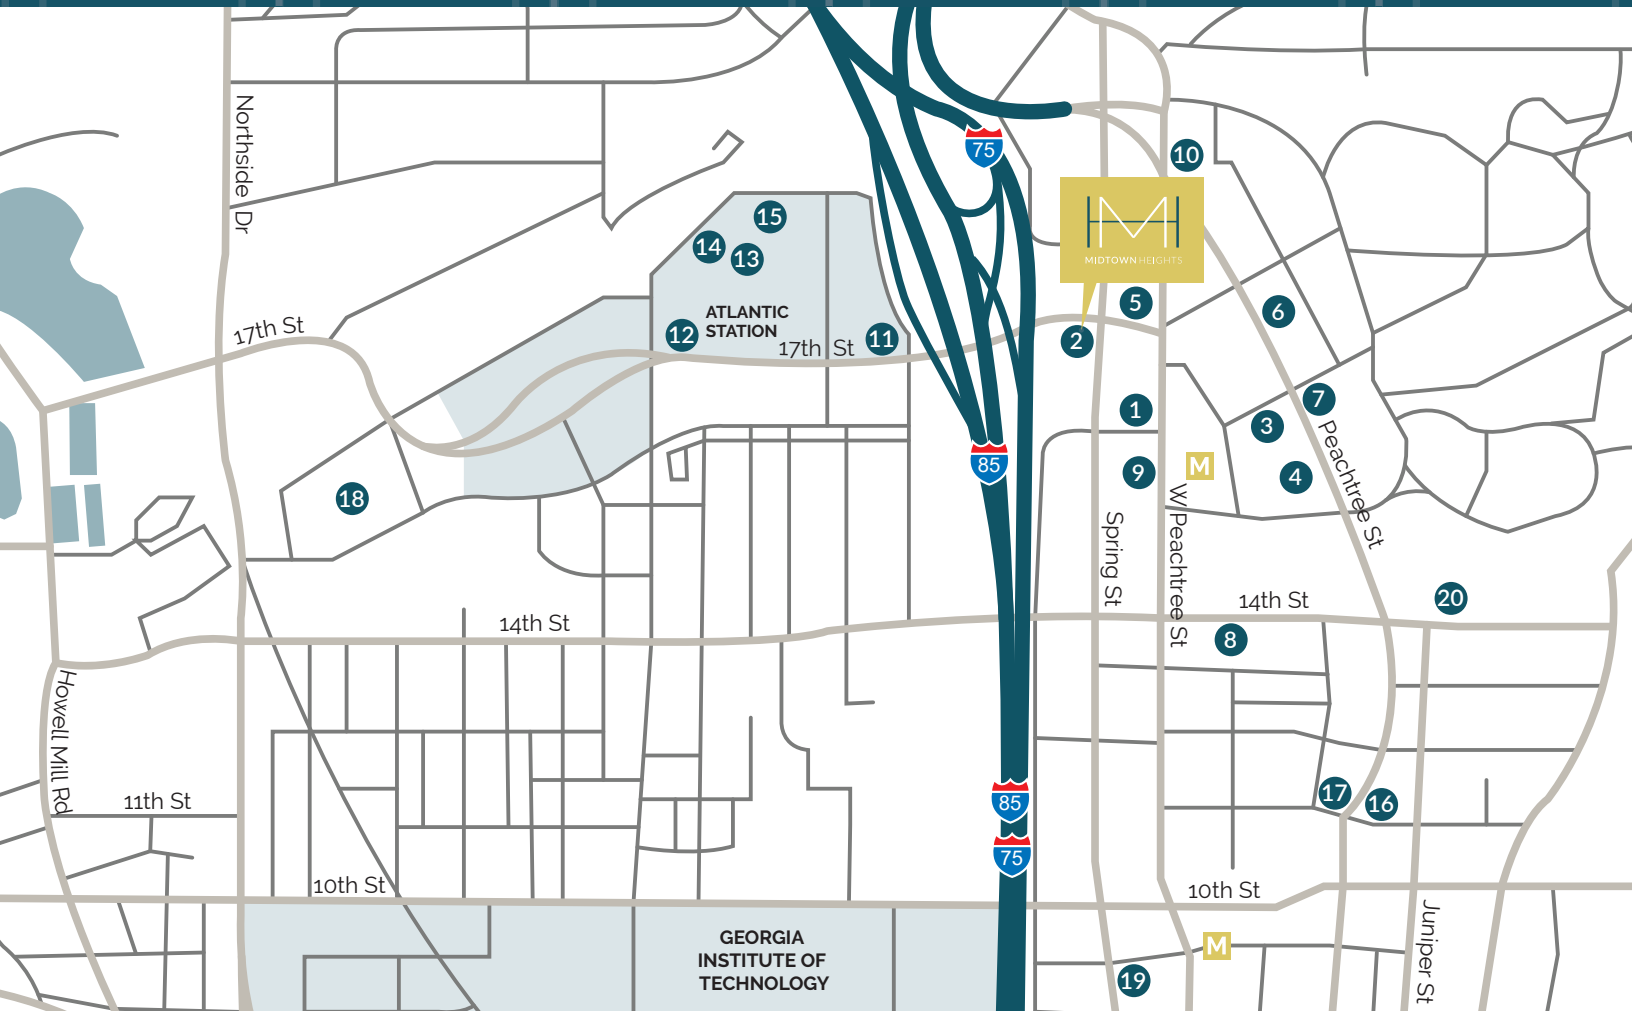 75
10
Northside Dr
15
14
13
MIDTOWN HEIGHTS
5
6
ATLANTIC
STATION
17th St
12
17th St
11
2
7
1
3
Peachtree St
85
9
M
4
18
W Peachtree St
Spring St
20
14th St
14th St
8
Howell Mill Rd
17
16
11th St
85
75
10th St
10th St
Juniper St
GEORGIA
INSTITUTE OF
TECHNOLOGY
M
19